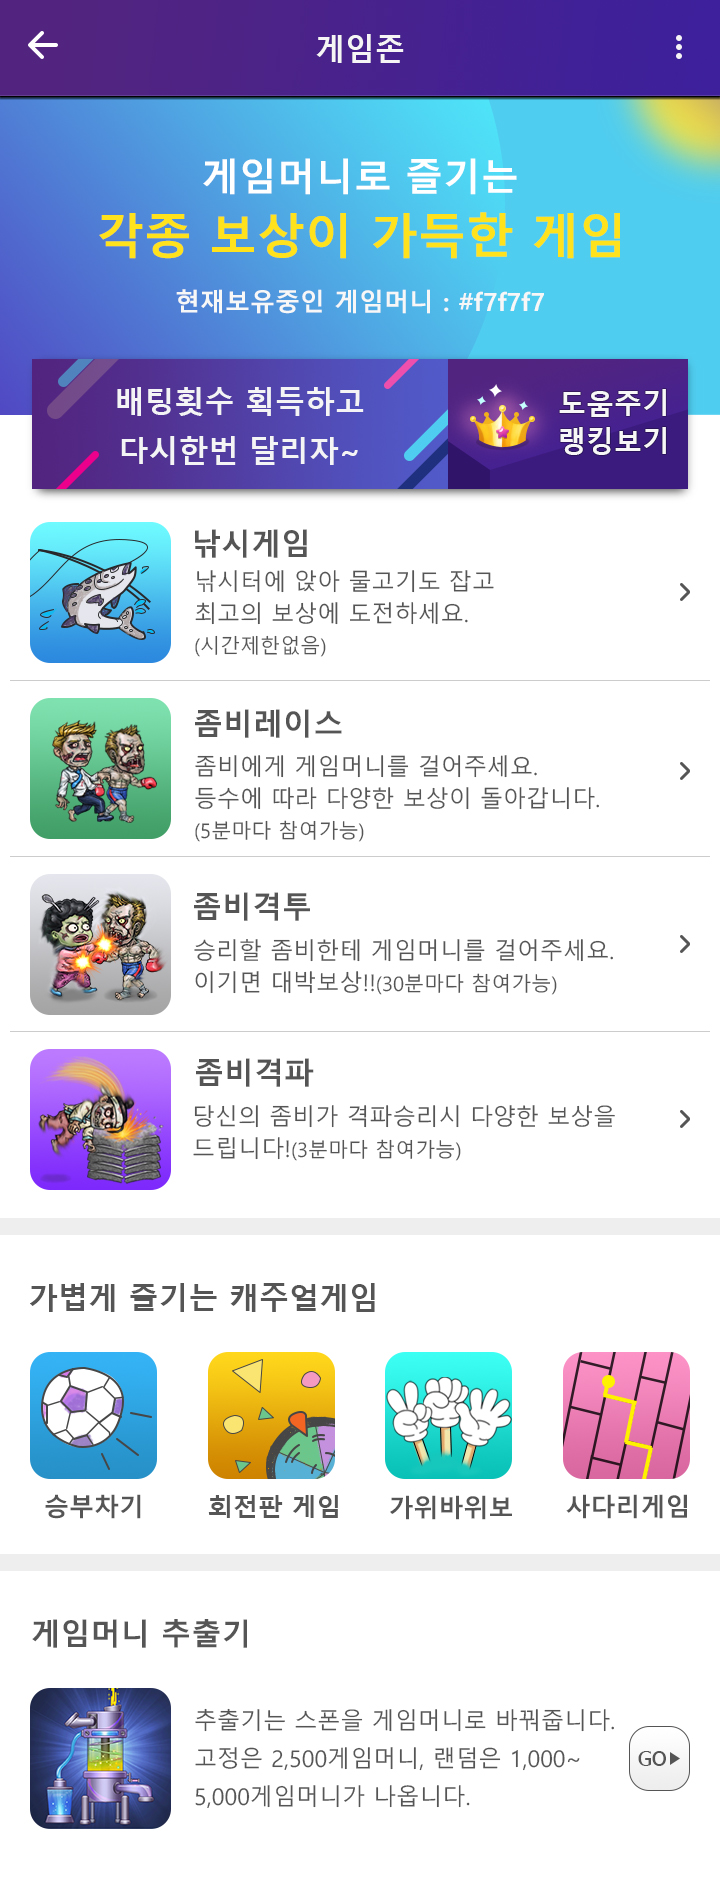 게임존
게임머니로 즐기는
각종 보상이 가득한 게임
현재보유중인 게임머니 : #f7f7f7
배팅횟수 획득하고
다시한번 달리자~
도움주기
랭킹보기
낚시게임
낚시터에 앉아 물고기도 잡고
최고의 보상에 도전하세요.
(시간제한없음)
좀비레이스
좀비에게 게임머니를 걸어주세요.
등수에 따라 다양한 보상이 돌아갑니다.
(5분마다 참여가능)
좀비격투
승리할 좀비한테 게임머니를 걸어주세요.
이기면 대박보상!!(30분마다 참여가능)
좀비격파
당신의 좀비가 격파승리시 다양한 보상을
드립니다!(3분마다 참여가능)
가볍게 즐기는 캐주얼게임
승부차기
회전판 게임
가위바위보
사다리게임
게임머니 추출기
추출기는 스폰을 게임머니로 바꿔줍니다.
고정은 2,500게임머니, 랜덤은 1,000~
5,000게임머니가 나옵니다.
GO▶